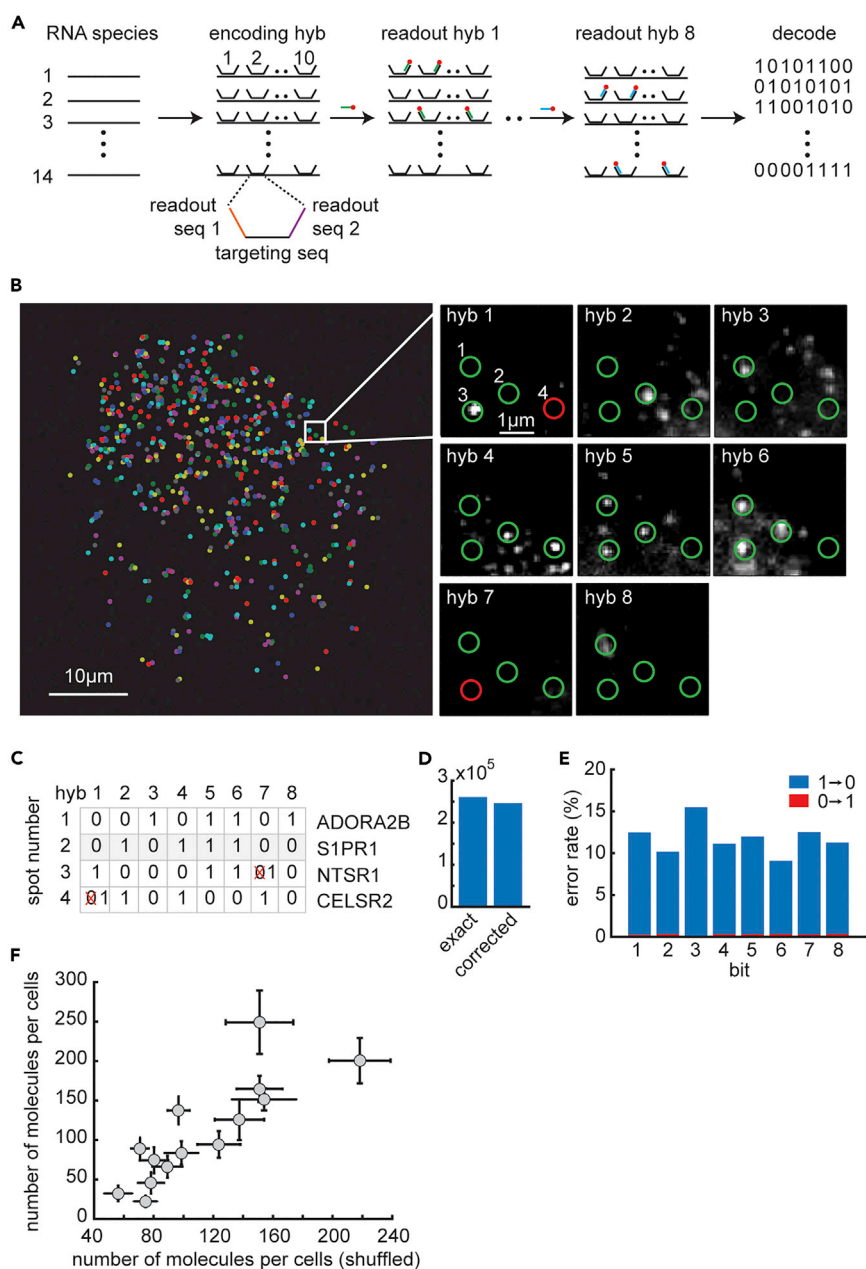 A
RNA species encoding hyb readout hyb 1 readout hyb 8 decode
1 2 10
1 10101100
2 01010101
3 11001010
14 00001111
readout seq 1
readout seq 2
targeting seq
B
10μm
hyb 1
1
2
3
4
1μm
hyb 2
hyb 3
hyb 4
hyb 5
hyb 6
hyb 7
hyb 8
C
hyb 1 2 3 4 5 6 7 8
spot number
1 0 0 1 0 1 1 0 1 ADORA2B
2 0 1 0 1 1 1 0 0 S1PR1
3 1 0 0 0 1 1 0 1 0 NTSR1
4 0 1 1 0 1 0 0 1 0 CELSR2
D
×10⁵
3
2
1
0
exact
corrected
E
1→0
0→1
error rate (%)
20
15
10
5
0
1 2 3 4 5 6 7 8
bit
F
number of molecules per cells
300
250
200
150
100
50
0
40 80 120 160 200 240
number of molecules per cells (shuffled)